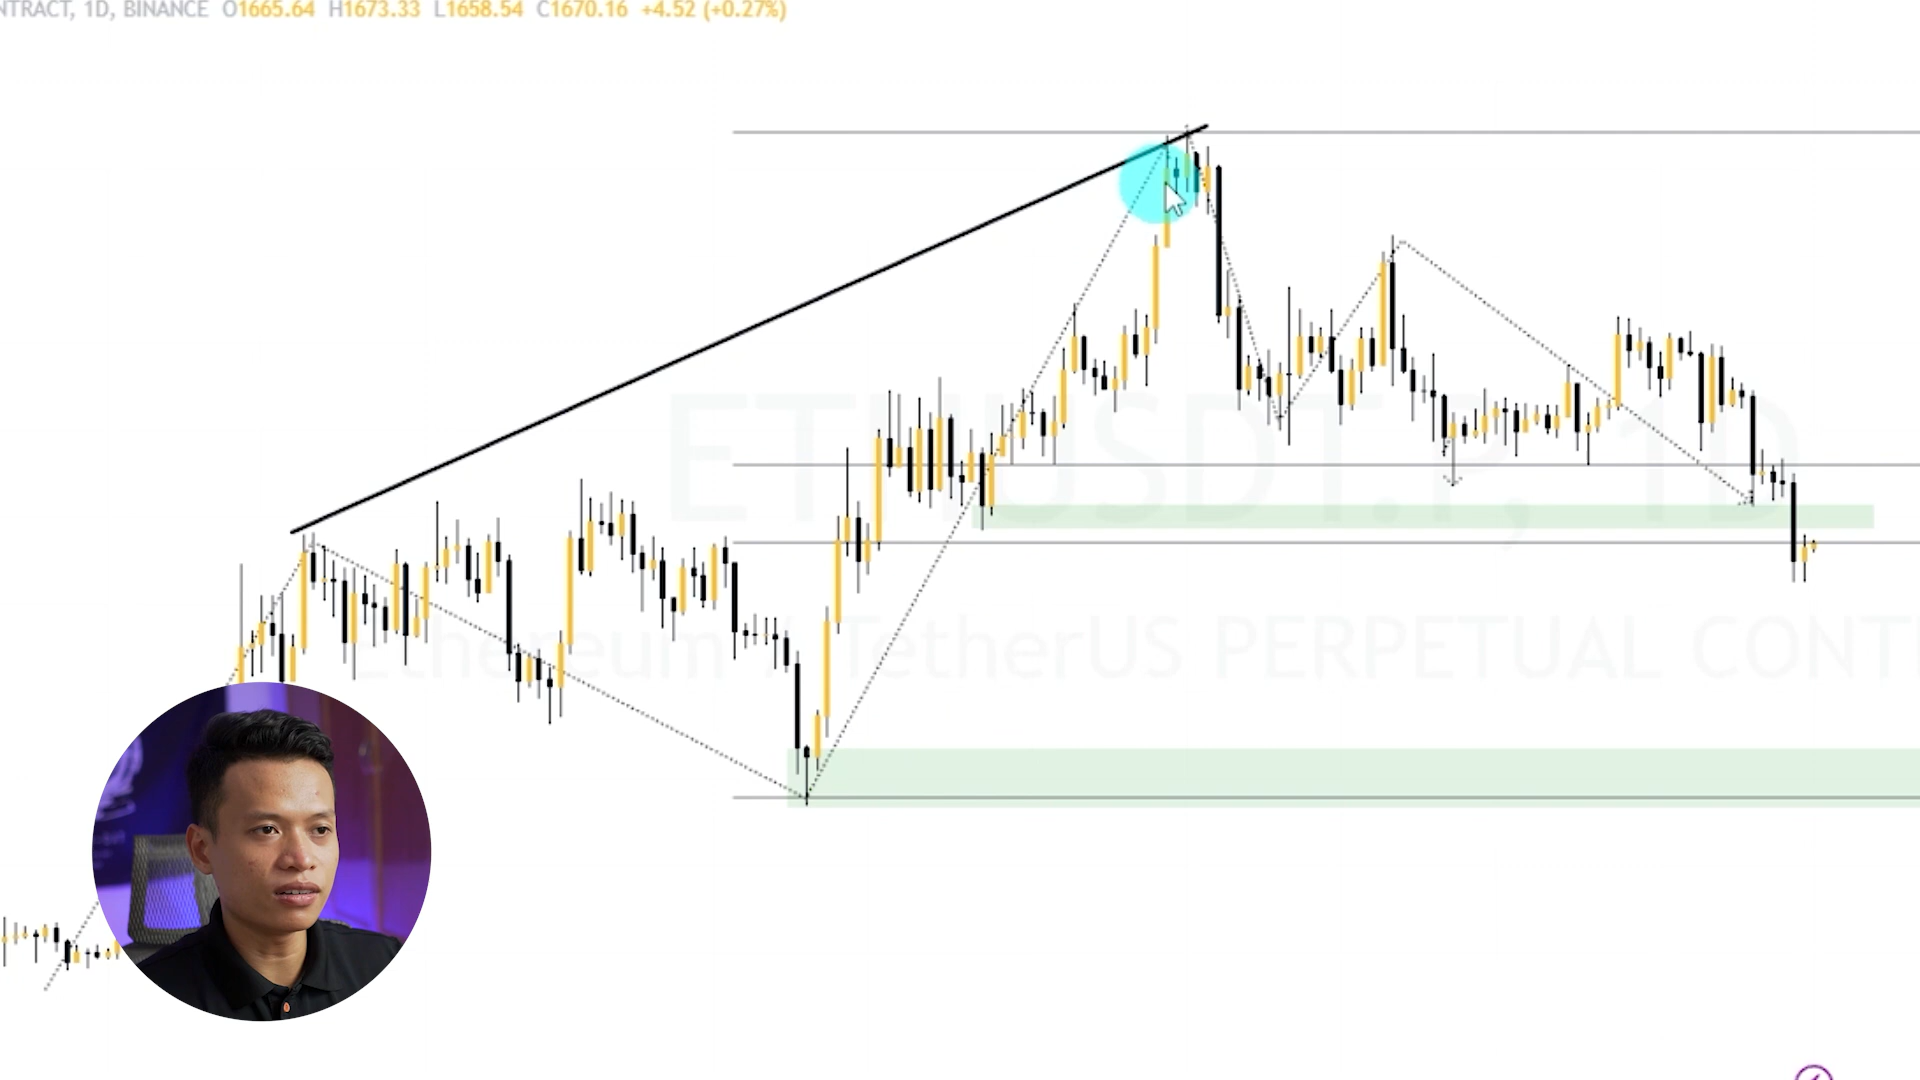 NTRACT, 1D, BINANCE O1665.64 H1673.33 L1658.54 C1670.16 +4.52 (+0.27%)
ETHUSDT.P, 1D
Ethereum / TetherUS PERPETUAL CONT